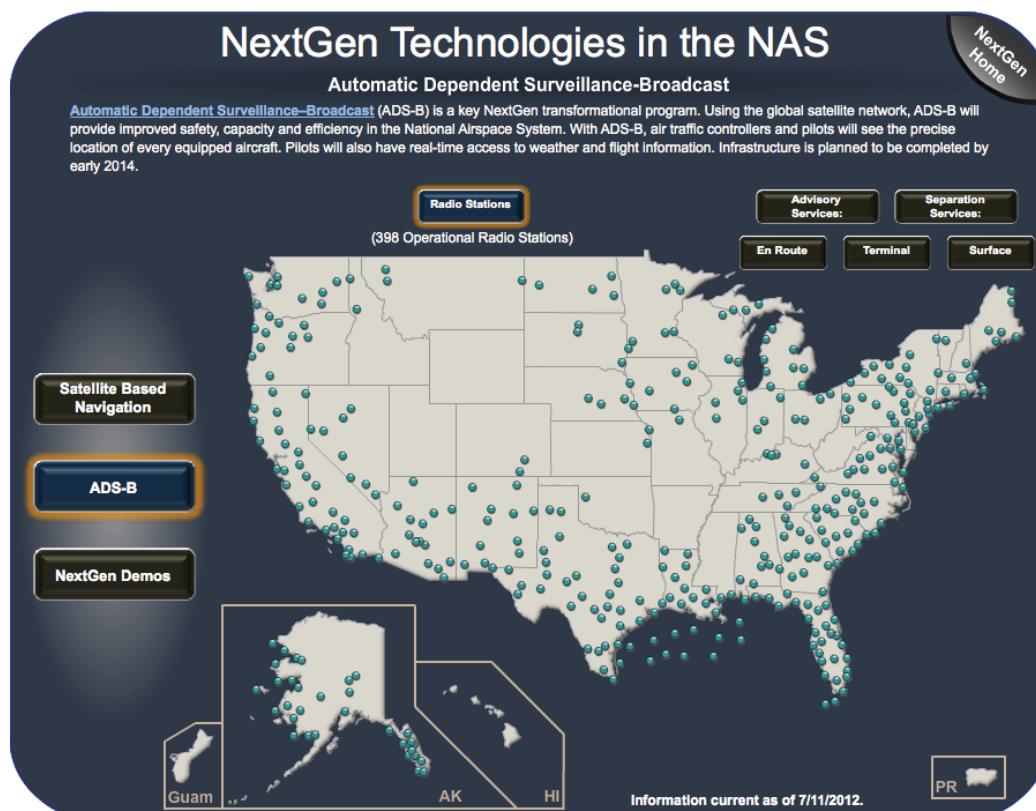 NextGen Technologies in the NAS
NextGen
Home
Automatic Dependent Surveillance-Broadcast
Automatic Dependent Surveillance–Broadcast (ADS-B) is a key NextGen transformational program. Using the global satellite network, ADS-B will
provide improved safety, capacity and efficiency in the National Airspace System. With ADS-B, air traffic controllers and pilots will see the precise
location of every equipped aircraft. Pilots will also have real-time access to weather and flight information. Infrastructure is planned to be completed by
early 2014.
Radio Stations
(398 Operational Radio Stations)
Advisory
Services:
Separation
Services:
En Route
Terminal
Surface
Satellite Based
Navigation
ADS-B
NextGen Demos
Guam
AK
HI
PR
Information current as of 7/11/2012.